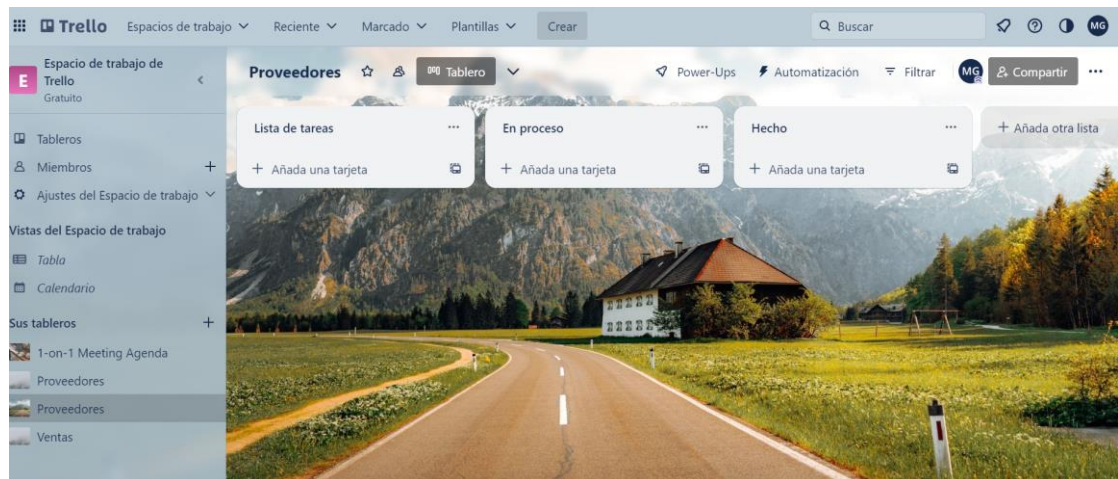 Trello Espacios de trabajo Reciente Marcado Plantillas Crear Buscar MG
E Espacio de trabajo de
Trello
Gratuito
Tableros
Miembros
Ajustes del Espacio de trabajo
Vistas del Espacio de trabajo
Tabla
Calendario
Sus tableros
1-on-1 Meeting Agenda
Proveedores
Proveedores
Ventas
Proveedores Tablero Power-Ups Automatización Filtrar MG Compartir
Lista de tareas
+ Añada una tarjeta
En proceso
+ Añada una tarjeta
Hecho
+ Añada una tarjeta
+ Añada otra lista